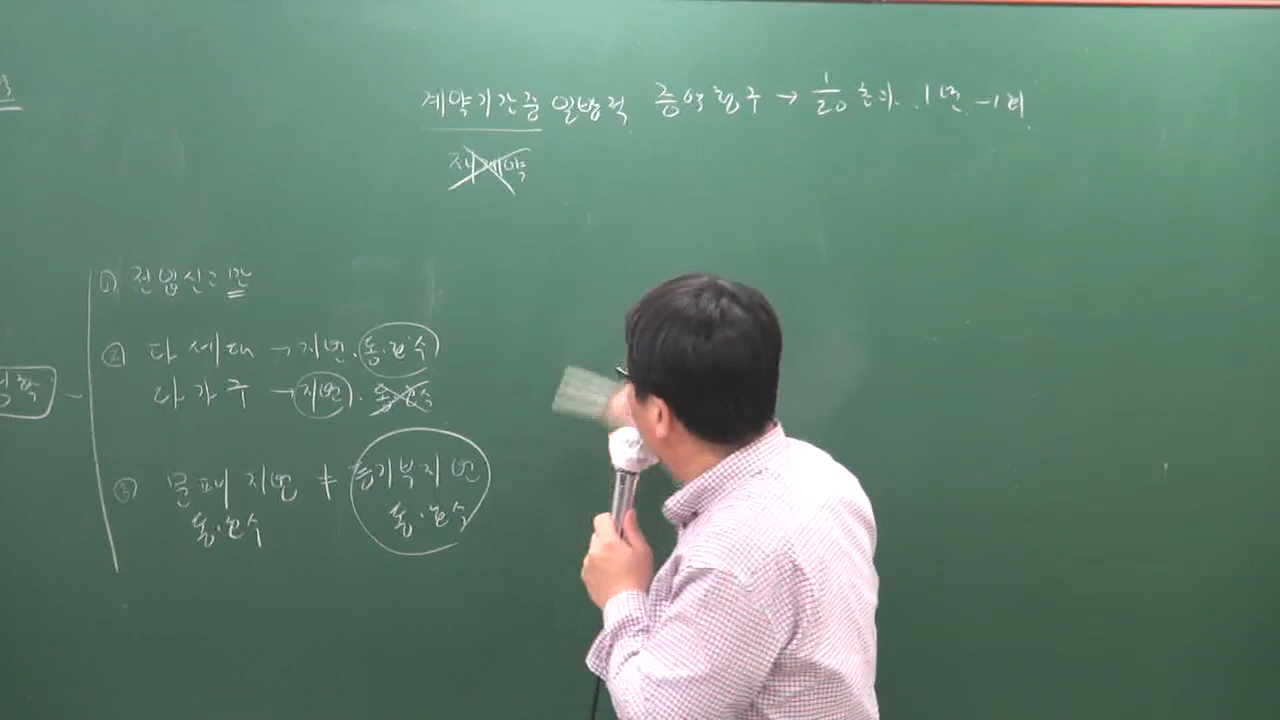 계약기간중 일방적 증액청구 → 1/20 초과 . 1년 - 1회
재계약
① 전입신고만
② 다세대 → 지번. 동·호수
다가구 → 지번. 동·호수
③ 문패 지번 ≠ 등기부지번
동·호수 동·호수